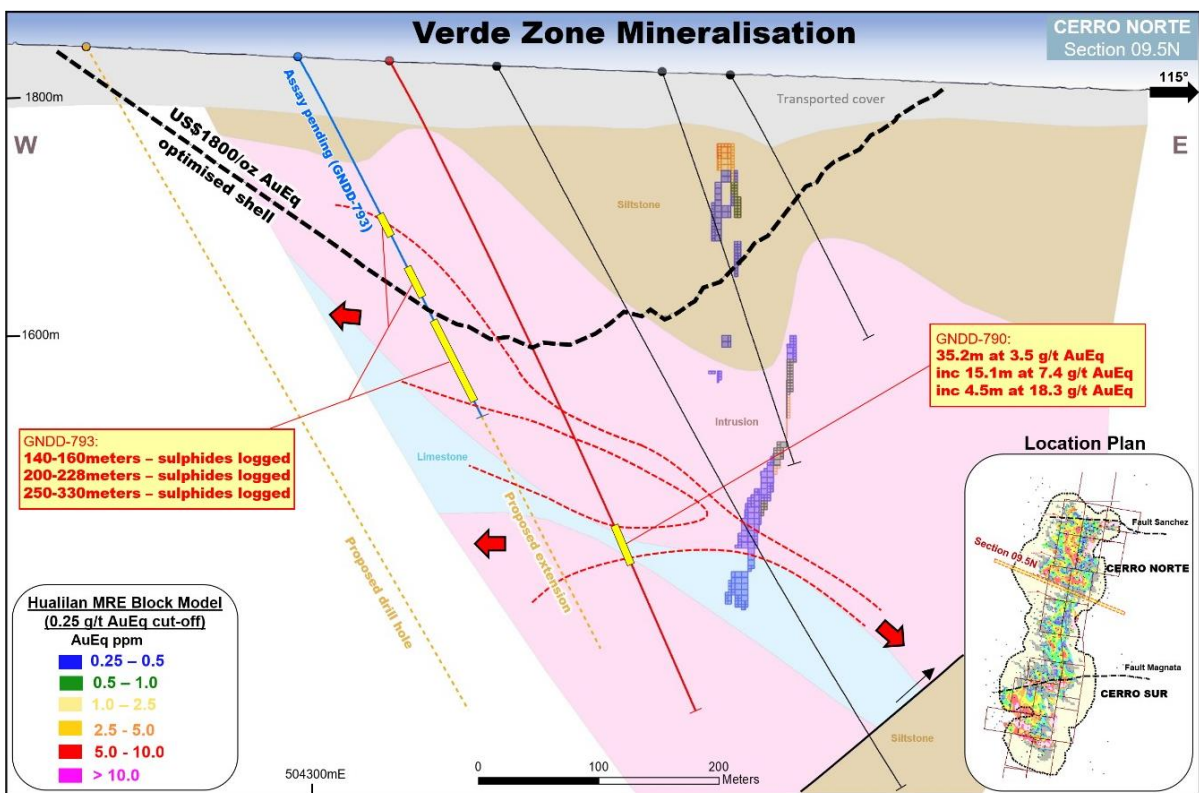 Verde Zone Mineralisation
CERRO NORTE
Section 09.5N
115°
1800m
Transported cover
W
E
US$1800/oz AuEq
optimised shell
Assay pending (GNDD-793)
Siltstone
1600m
GNDD-790:
35.2m at 3.5 g/t AuEq
inc 15.1m at 7.4 g/t AuEq
inc 4.5m at 18.3 g/t AuEq
Intrusion
GNDD-793:
140-160meters – sulphides logged
200-228meters – sulphides logged
250-330meters – sulphides logged
Limestone
Proposed extension
Proposed drill hole
Location Plan
Fault Sanchez
Section 09.5N
CERRO NORTE
Fault Magnata
CERRO SUR
Siltstone
Hualilan MRE Block Model
(0.25 g/t AuEq cut-off)
AuEq ppm
0.25 – 0.5
0.5 – 1.0
1.0 – 2.5
2.5 - 5.0
5.0 - 10.0
> 10.0
504300mE
0 100 200
Meters